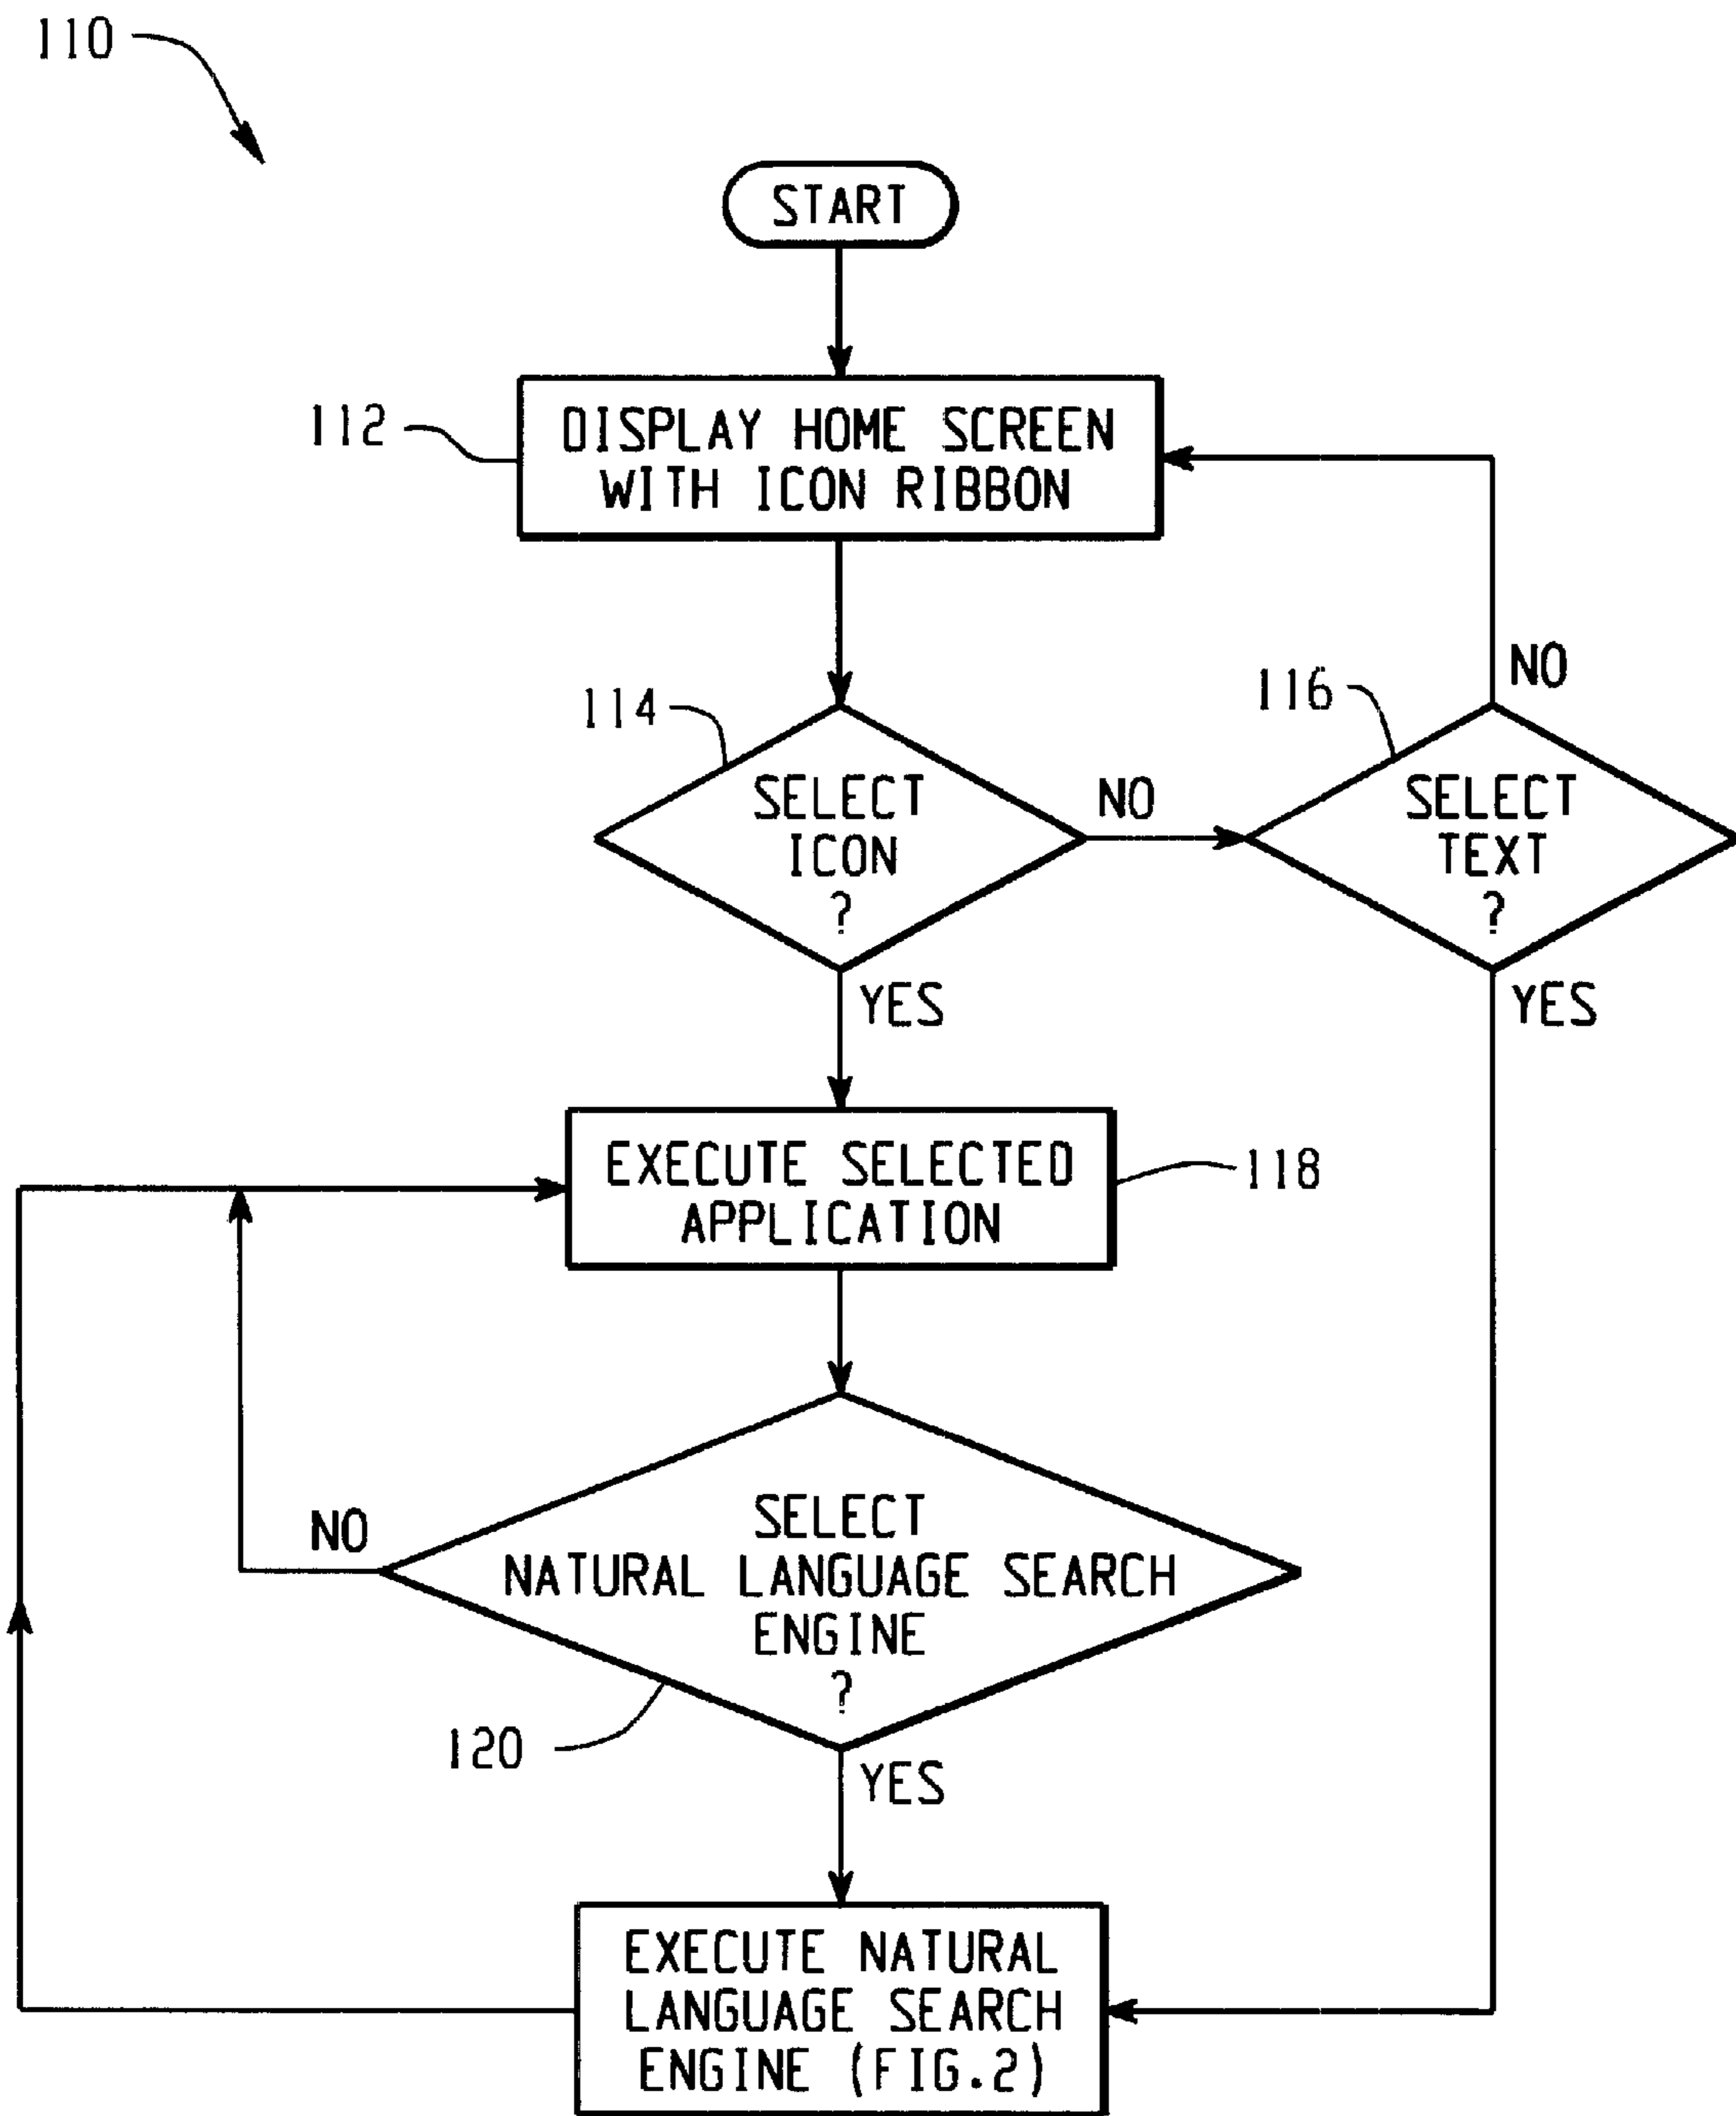 110
START
112
DISPLAY HOME SCREEN
WITH ICON RIBBON
114
SELECT
ICON
?
NO
116
SELECT
TEXT
?
NO
YES
YES
EXECUTE SELECTED
APPLICATION
118
SELECT
NATURAL LANGUAGE SEARCH
ENGINE
?
NO
120
YES
EXECUTE NATURAL
LANGUAGE SEARCH
ENGINE (FIG.2)